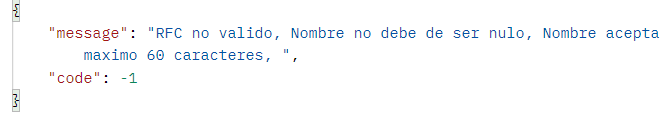 {
"message": "RFC no valido, Nombre no debe de ser nulo, Nombre acepta
maximo 60 caracteres, ",
"code": -1
}